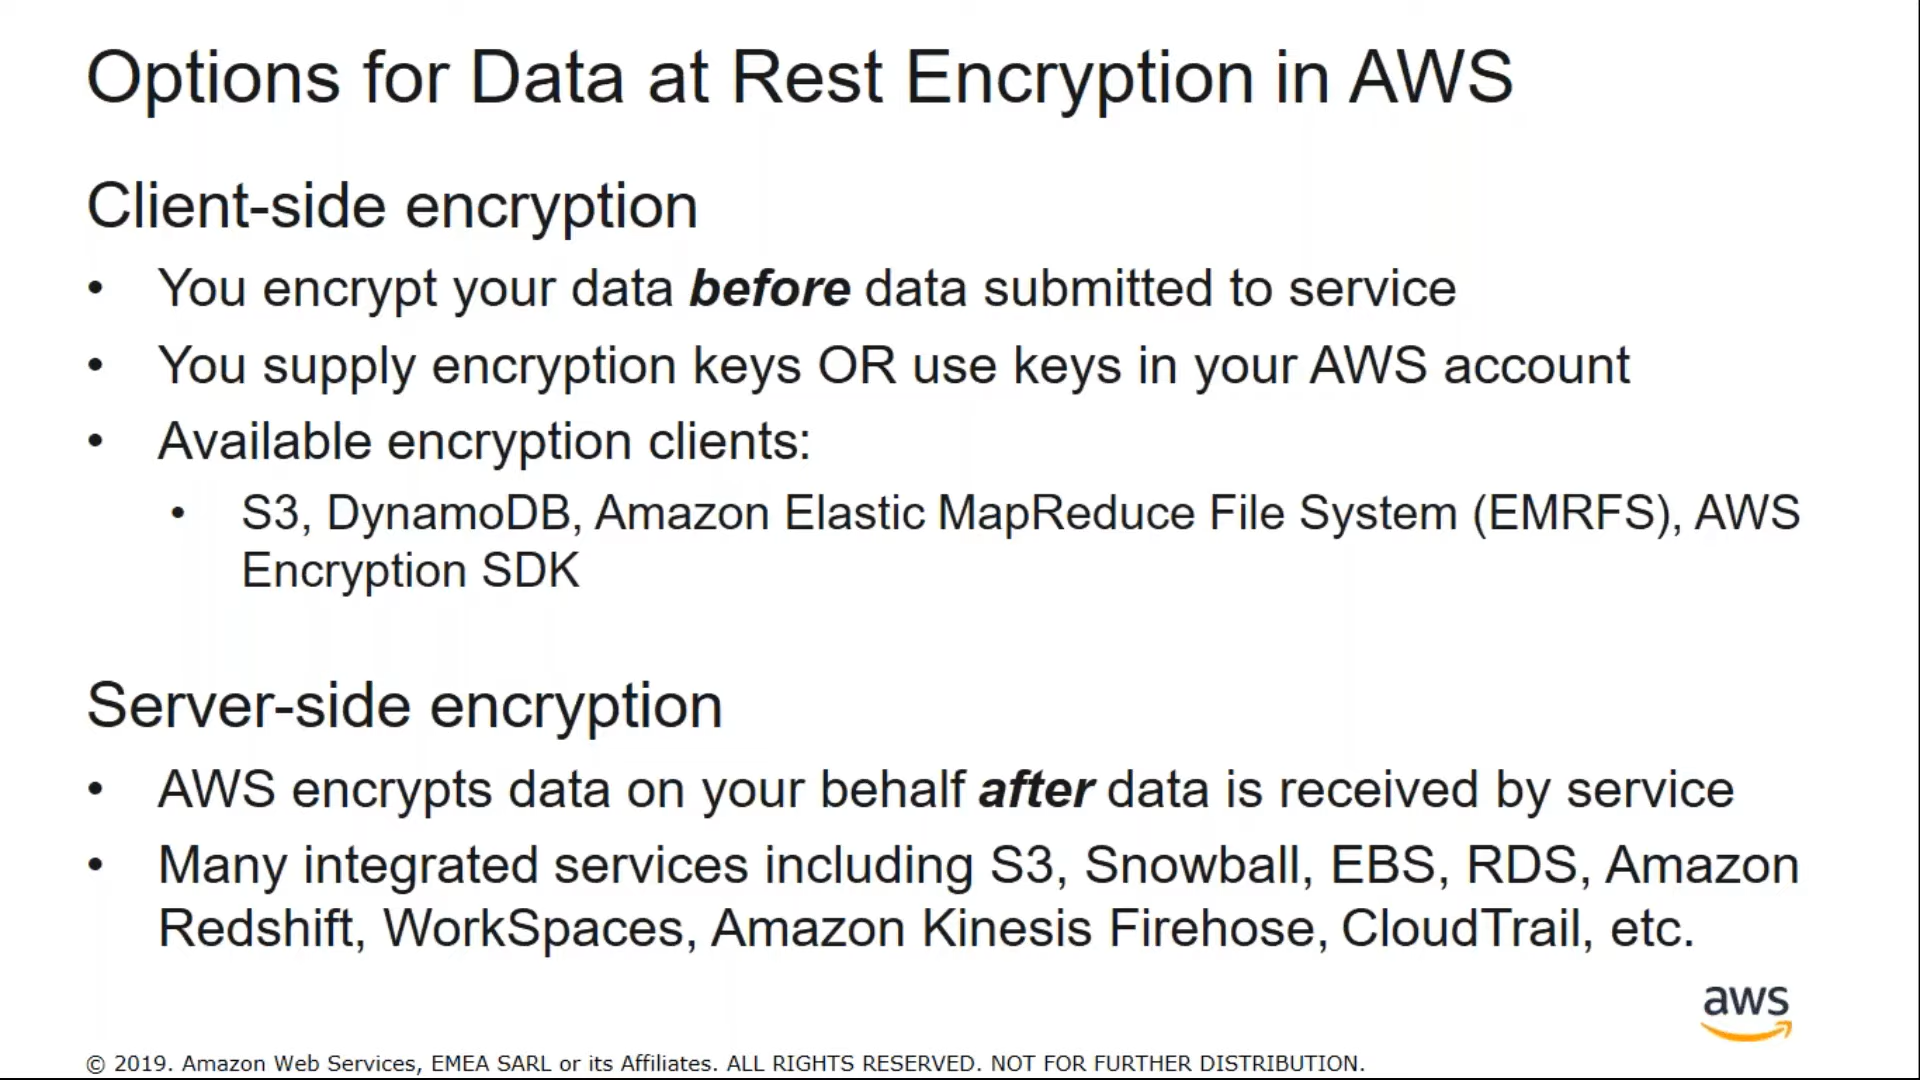 Options for Data at Rest Encryption in AWS
Client-side encryption
• You encrypt your data before data submitted to service
• You supply encryption keys OR use keys in your AWS account
• Available encryption clients:
• S3, DynamoDB, Amazon Elastic MapReduce File System (EMRFS), AWS
Encryption SDK
Server-side encryption
• AWS encrypts data on your behalf after data is received by service
• Many integrated services including S3, Snowball, EBS, RDS, Amazon
Redshift, WorkSpaces, Amazon Kinesis Firehose, CloudTrail, etc.
aws
© 2019. Amazon Web Services, EMEA SARL or its Affiliates. ALL RIGHTS RESERVED. NOT FOR FURTHER DISTRIBUTION.